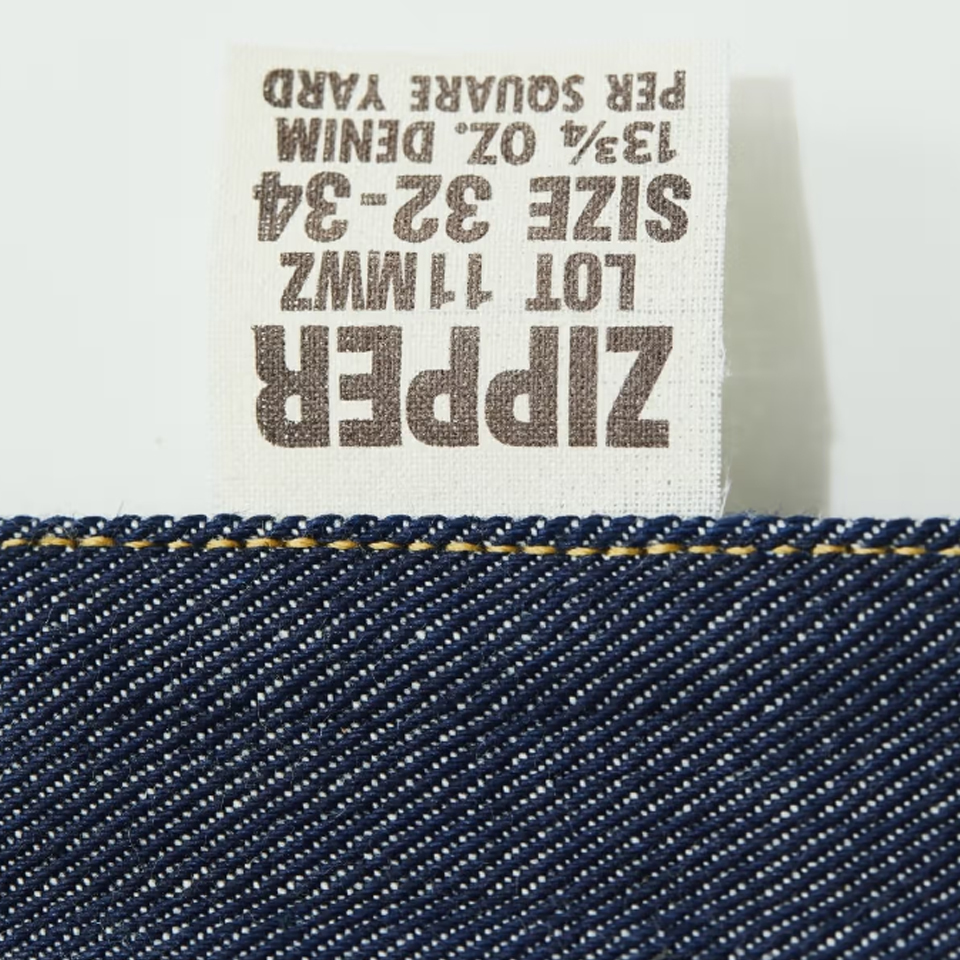 ZIPPER
LOT 11MWZ
SIZE 32-34
13¾ OZ. DENIM
PER SQUARE YARD